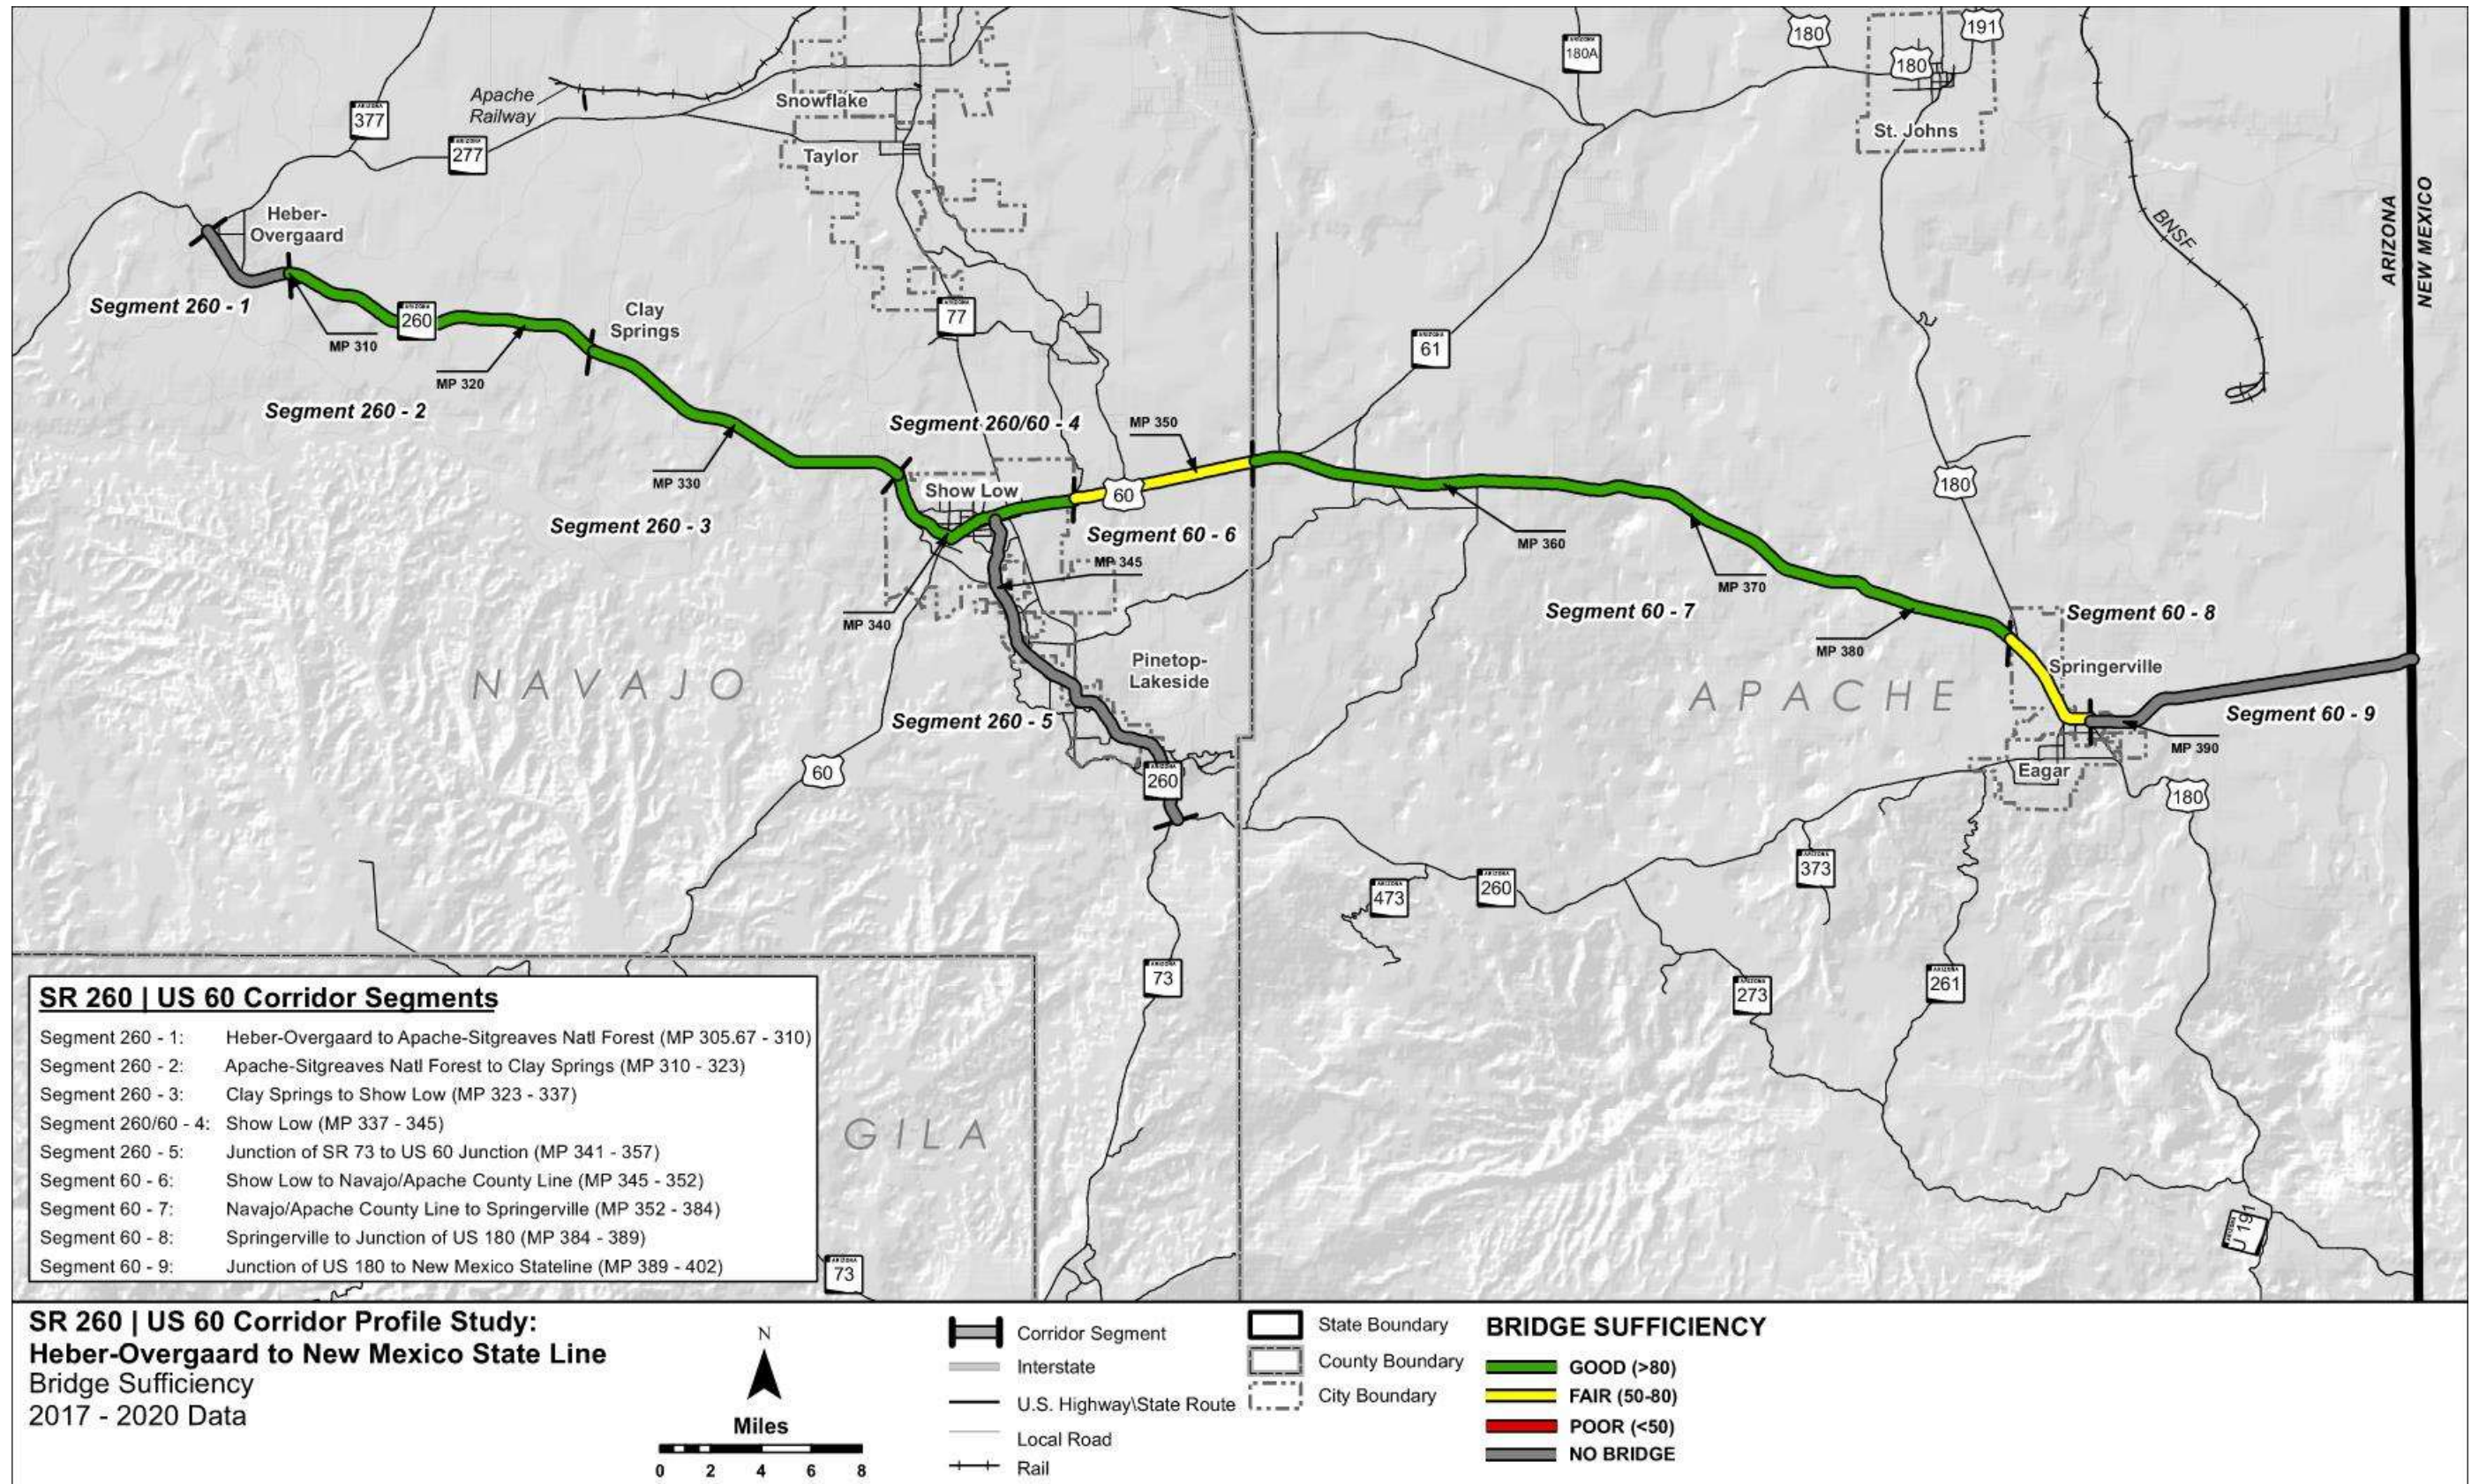 180A
180
191
180
Apache
Railway
Snowflake
377
277
Taylor
St. Johns
Heber-
Overgaard
BNSF
ARIZONA
NEW MEXICO
Segment 260 - 1
260
Clay
Springs
77
61
MP 310
MP 320
Segment 260 - 2
Segment 260/60 - 4
MP 350
MP 330
Show Low
60
180
Segment 260 - 3
Segment 60 - 6
MP 360
MP 345
MP 370
MP 340
Segment 60 - 7
Segment 60 - 8
MP 380
NAVAJO
Pinetop-
Lakeside
APACHE
Springerville
Segment 260 - 5
Segment 60 - 9
MP 390
60
260
Eagar
180
473
260
373
73
273
261
GILA
U 191
73
SR 260 | US 60 Corridor Segments
Segment 260 - 1: Heber-Overgaard to Apache-Sitgreaves Natl Forest (MP 305.67 - 310)
Segment 260 - 2: Apache-Sitgreaves Natl Forest to Clay Springs (MP 310 - 323)
Segment 260 - 3: Clay Springs to Show Low (MP 323 - 337)
Segment 260/60 - 4: Show Low (MP 337 - 345)
Segment 260 - 5: Junction of SR 73 to US 60 Junction (MP 341 - 357)
Segment 60 - 6: Show Low to Navajo/Apache County Line (MP 345 - 352)
Segment 60 - 7: Navajo/Apache County Line to Springerville (MP 352 - 384)
Segment 60 - 8: Springerville to Junction of US 180 (MP 384 - 389)
Segment 60 - 9: Junction of US 180 to New Mexico Stateline (MP 389 - 402)
SR 260 | US 60 Corridor Profile Study:
Heber-Overgaard to New Mexico State Line
Bridge Sufficiency
2017 - 2020 Data
N
Miles
0 2 4 6 8
Corridor Segment
Interstate
U.S. Highway\State Route
Local Road
Rail
State Boundary
County Boundary
City Boundary
BRIDGE SUFFICIENCY
GOOD (>80)
FAIR (50-80)
POOR (<50)
NO BRIDGE